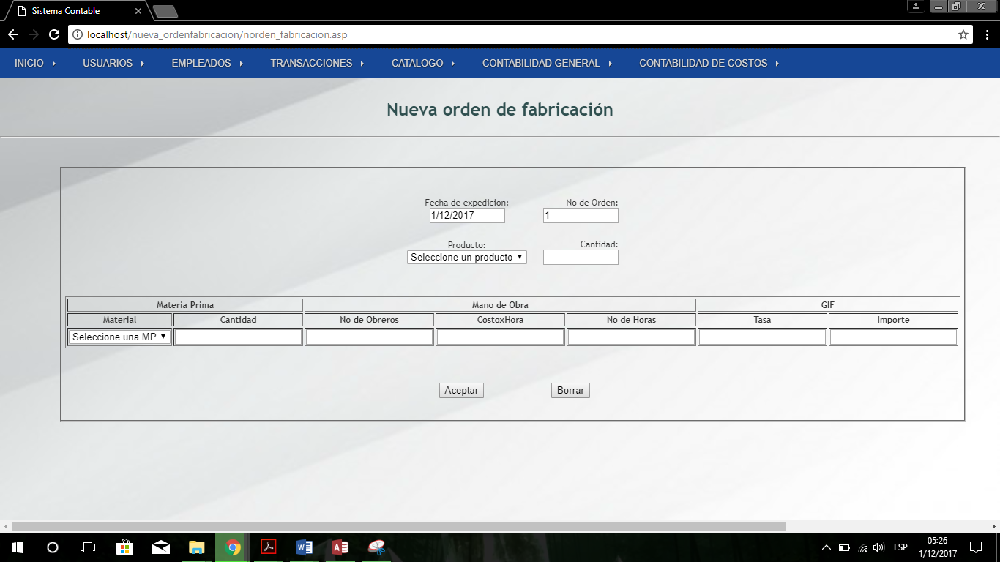 Sistema Contable
localhost/nueva_ordenfabricacion/norden_fabricacion.asp
INICIO USUARIOS EMPLEADOS TRANSACCIONES CATALOGO CONTABILIDAD GENERAL CONTABILIDAD DE COSTOS
Nueva orden de fabricación
Fecha de expedicion: No de Orden:
1/12/2017 1
Producto: Cantidad:
Seleccione un producto
Materia Prima Mano de Obra GIF
Material Cantidad No de Obreros CostoxHora No de Horas Tasa Importe
Seleccione una MP
Aceptar Borrar
ESP
05:26
1/12/2017